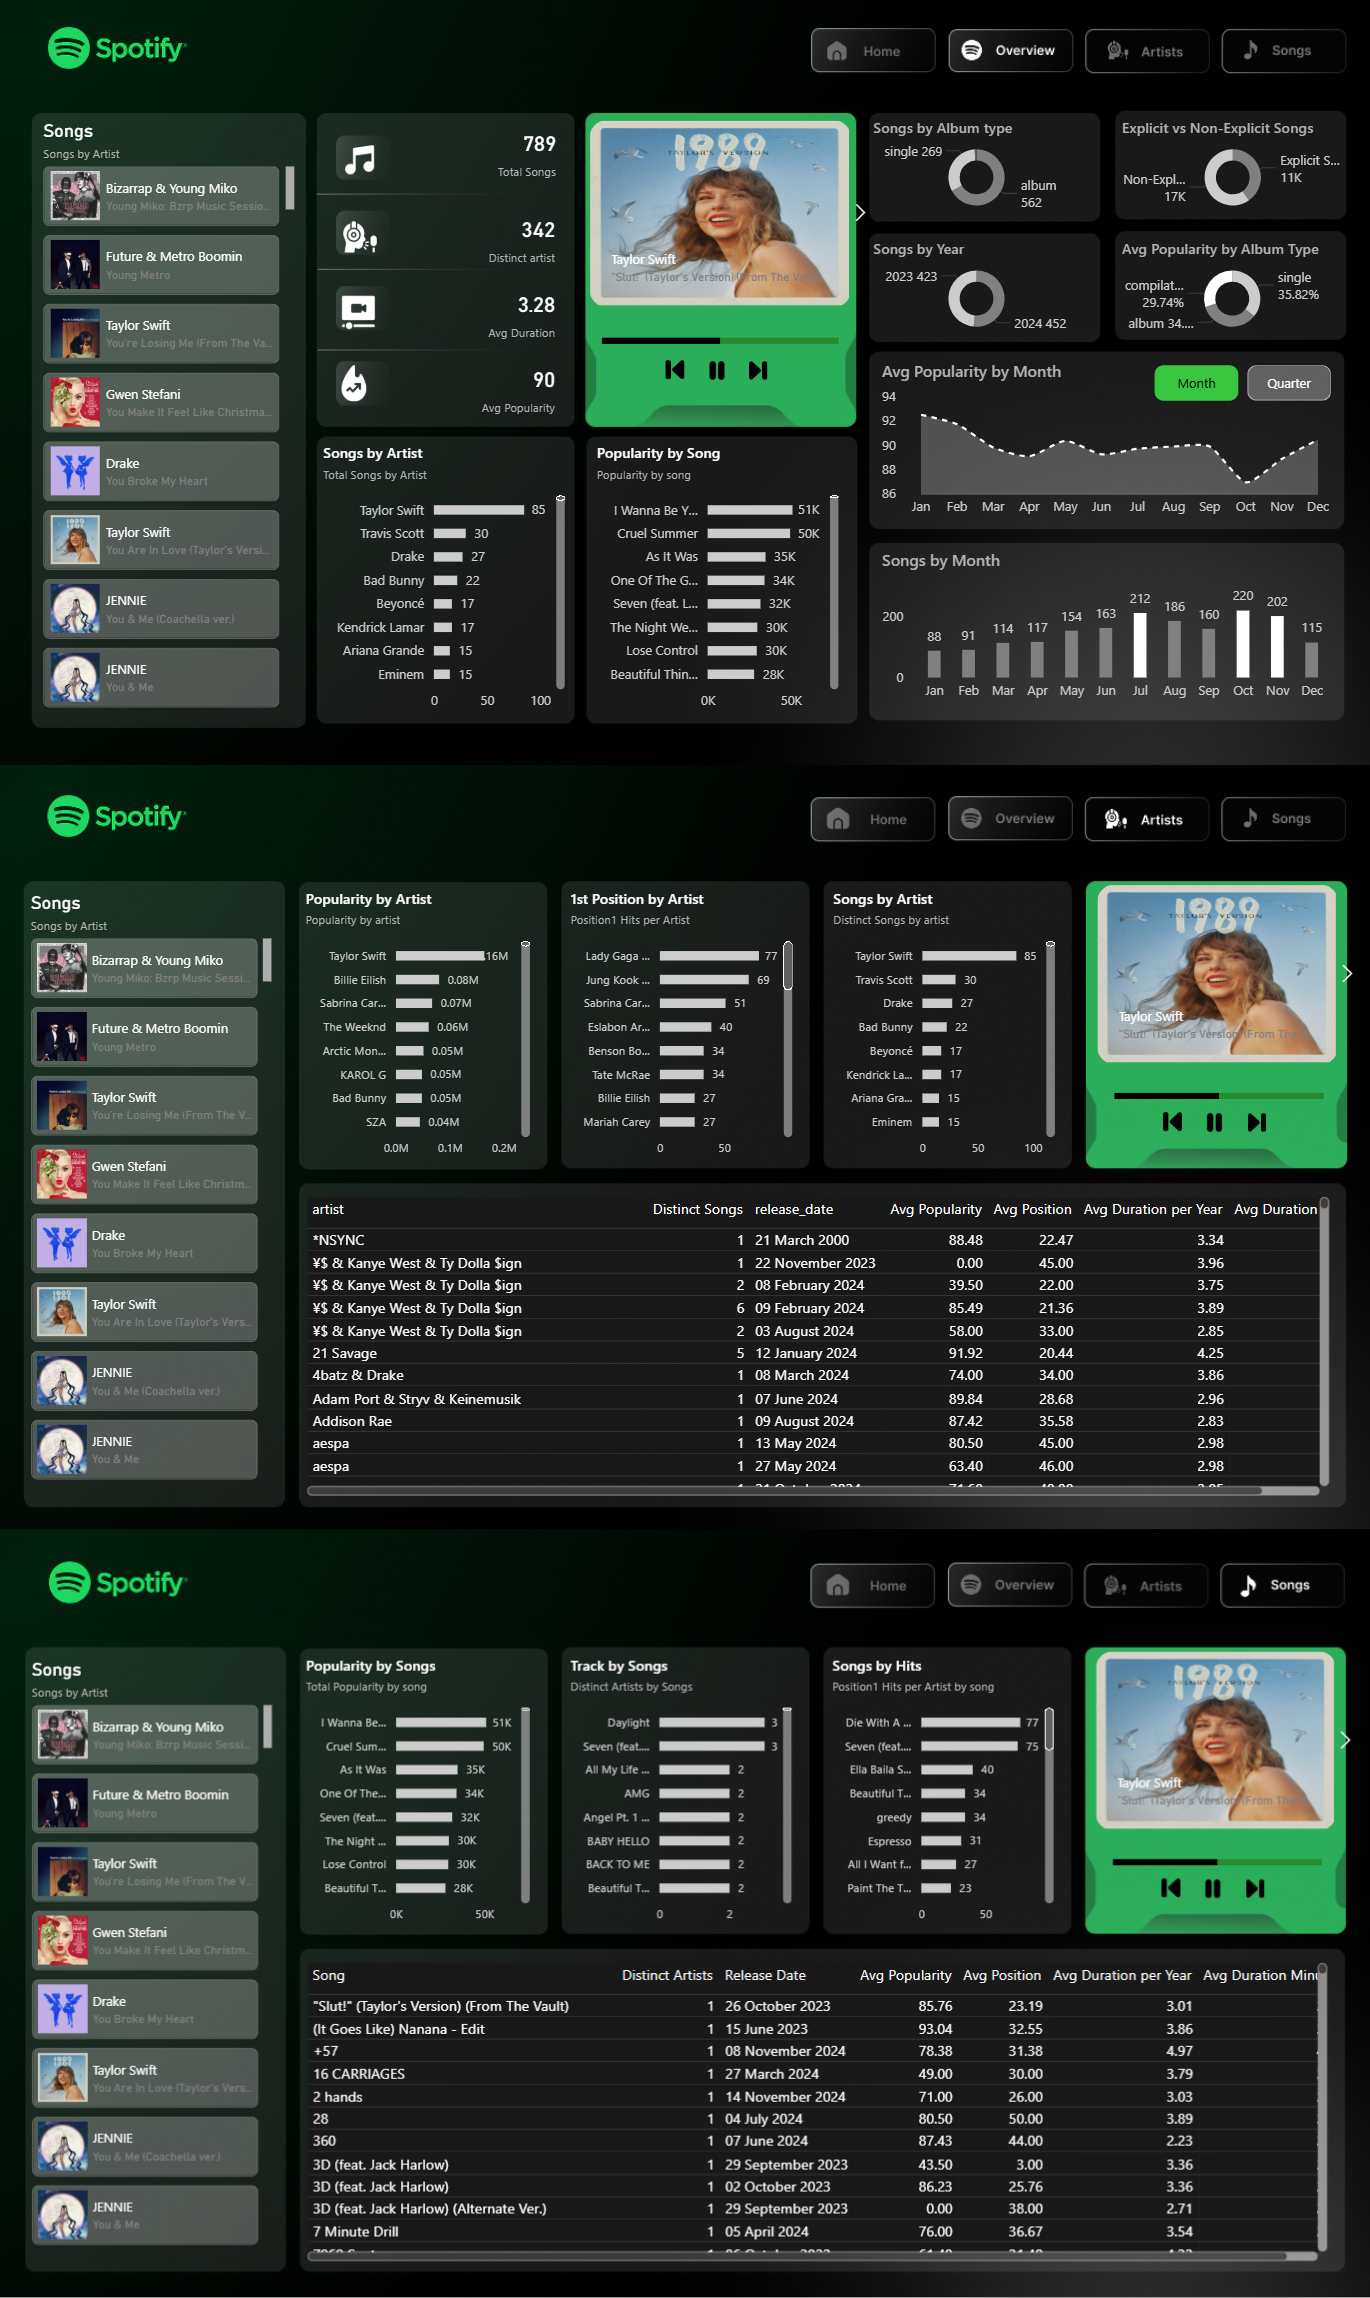 Spotify
Home
Overview
Artists
Songs
Songs
Songs by Artist
Bizarrap & Young Miko
Young Miko: Bzrp Music Sessio...
Future & Metro Boomin
Young Metro
Taylor Swift
You're Losing Me (From The Va...
Gwen Stefani
You Make It Feel Like Christma...
Drake
You Broke My Heart
Taylor Swift
You Are In Love (Taylor's Versi...
JENNIE
You & Me (Coachella ver.)
JENNIE
You & Me
789
Total Songs
342
Distinct artist
3.28
Avg Duration
90
Avg Popularity
1989
TAYLOR'S VERSION
Taylor Swift
"Slut!" (Taylor's Version) (From The Vault)
Songs by Album type
single 269
album
562
Explicit vs Non-Explicit Songs
Explicit S...
11K
Non-Expl...
17K
Songs by Year
2023 423
2024 452
Avg Popularity by Album Type
single
35.82%
compilat...
29.74%
album 34....
Avg Popularity by Month
Month
Quarter
94
92
90
88
86
Jan Feb Mar Apr May Jun Jul Aug Sep Oct Nov Dec
Songs by Artist
Total Songs by Artist
Taylor Swift 85
Travis Scott 30
Drake 27
Bad Bunny 22
Beyoncé 17
Kendrick Lamar 17
Ariana Grande 15
Eminem 15
0 50 100
Popularity by Song
Popularity by song
I Wanna Be Y... 51K
Cruel Summer 50K
As It Was 35K
One Of The G... 34K
Seven (feat. L... 32K
The Night We... 30K
Lose Control 30K
Beautiful Thin... 28K
0K 50K
Songs by Month
200
0
88 91 114 117 154 163 212 186 160 220 202 115
Jan Feb Mar Apr May Jun Jul Aug Sep Oct Nov Dec
Spotify
Home
Overview
Artists
Songs
Songs
Songs by Artist
Bizarrap & Young Miko
Young Miko: Bzrp Music Sessi...
Future & Metro Boomin
Young Metro
Taylor Swift
You're Losing Me (From The V...
Gwen Stefani
You Make It Feel Like Christm...
Drake
You Broke My Heart
Taylor Swift
You Are In Love (Taylor's Vers...
JENNIE
You & Me (Coachella ver.)
JENNIE
You & Me
Popularity by Artist
Popularity by artist
Taylor Swift .16M
Billie Eilish 0.08M
Sabrina Car... 0.07M
The Weeknd 0.06M
Arctic Mon... 0.05M
KAROL G 0.05M
Bad Bunny 0.05M
SZA 0.04M
0.0M 0.1M 0.2M
1st Position by Artist
Position1 Hits per Artist
Lady Gaga ... 77
Jung Kook ... 69
Sabrina Car... 51
Eslabon Ar... 40
Benson Bo... 34
Tate McRae 34
Billie Eilish 27
Mariah Carey 27
0 50
Songs by Artist
Distinct Songs by artist
Taylor Swift 85
Travis Scott 30
Drake 27
Bad Bunny 22
Beyoncé 17
Kendrick La... 17
Ariana Gra... 15
Eminem 15
0 50 100
1989
TAYLOR'S VERSION
Taylor Swift
"Slut!" (Taylor's Version) (From The
artist Distinct Songs release_date Avg Popularity Avg Position Avg Duration per Year Avg Duration
*NSYNC 1 21 March 2000 88.48 22.47 3.34
¥$ & Kanye West & Ty Dolla $ign 1 22 November 2023 0.00 45.00 3.96
¥$ & Kanye West & Ty Dolla $ign 2 08 February 2024 39.50 22.00 3.75
¥$ & Kanye West & Ty Dolla $ign 6 09 February 2024 85.49 21.36 3.89
¥$ & Kanye West & Ty Dolla $ign 2 03 August 2024 58.00 33.00 2.85
21 Savage 5 12 January 2024 91.92 20.44 4.25
4batz & Drake 1 08 March 2024 74.00 34.00 3.86
Adam Port & Stryv & Keinemusik 1 07 June 2024 89.84 28.68 2.96
Addison Rae 1 09 August 2024 87.42 35.58 2.83
aespa 1 13 May 2024 80.50 45.00 2.98
aespa 1 27 May 2024 63.40 46.00 2.98
Spotify
Home
Overview
Artists
Songs
Songs
Songs by Artist
Bizarrap & Young Miko
Young Miko: Bzrp Music Sessi...
Future & Metro Boomin
Young Metro
Taylor Swift
You're Losing Me (From The V...
Gwen Stefani
You Make It Feel Like Christm...
Drake
You Broke My Heart
Taylor Swift
You Are In Love (Taylor's Vers...
JENNIE
You & Me (Coachella ver.)
JENNIE
You & Me
Popularity by Songs
Total Popularity by song
I Wanna Be... 51K
Cruel Sum... 50K
As It Was 35K
One Of The... 34K
Seven (feat.... 32K
The Night ... 30K
Lose Control 30K
Beautiful T... 28K
0K 50K
Track by Songs
Distinct Artists by Songs
Daylight 3
Seven (feat.... 3
All My Life ... 2
AMG 2
Angel Pt. 1 ... 2
BABY HELLO 2
BACK TO ME 2
Beautiful T... 2
0 2
Songs by Hits
Position1 Hits per Artist by song
Die With A ... 77
Seven (feat.... 75
Ella Baila S... 40
Beautiful T... 34
greedy 34
Espresso 31
All I Want f... 27
Paint The T... 23
0 50
1989
TAYLOR'S VERSION
Taylor Swift
"Slut!" (Taylor's Version) (From The
Song Distinct Artists Release Date Avg Popularity Avg Position Avg Duration per Year Avg Duration Minu
"Slut!" (Taylor's Version) (From The Vault) 1 26 October 2023 85.76 23.19 3.01
(It Goes Like) Nanana - Edit 1 15 June 2023 93.04 32.55 3.86
+57 1 08 November 2024 78.38 31.38 4.97
16 CARRIAGES 1 27 March 2024 49.00 30.00 3.79
2 hands 1 14 November 2024 71.00 26.00 3.03
28 1 04 July 2024 80.50 50.00 3.89
360 1 07 June 2024 87.43 44.00 2.23
3D (feat. Jack Harlow) 1 29 September 2023 43.50 3.00 3.36
3D (feat. Jack Harlow) 1 02 October 2023 86.23 25.76 3.36
3D (feat. Jack Harlow) (Alternate Ver.) 1 29 September 2023 0.00 38.00 2.71
7 Minute Drill 1 05 April 2024 76.00 36.67 3.54